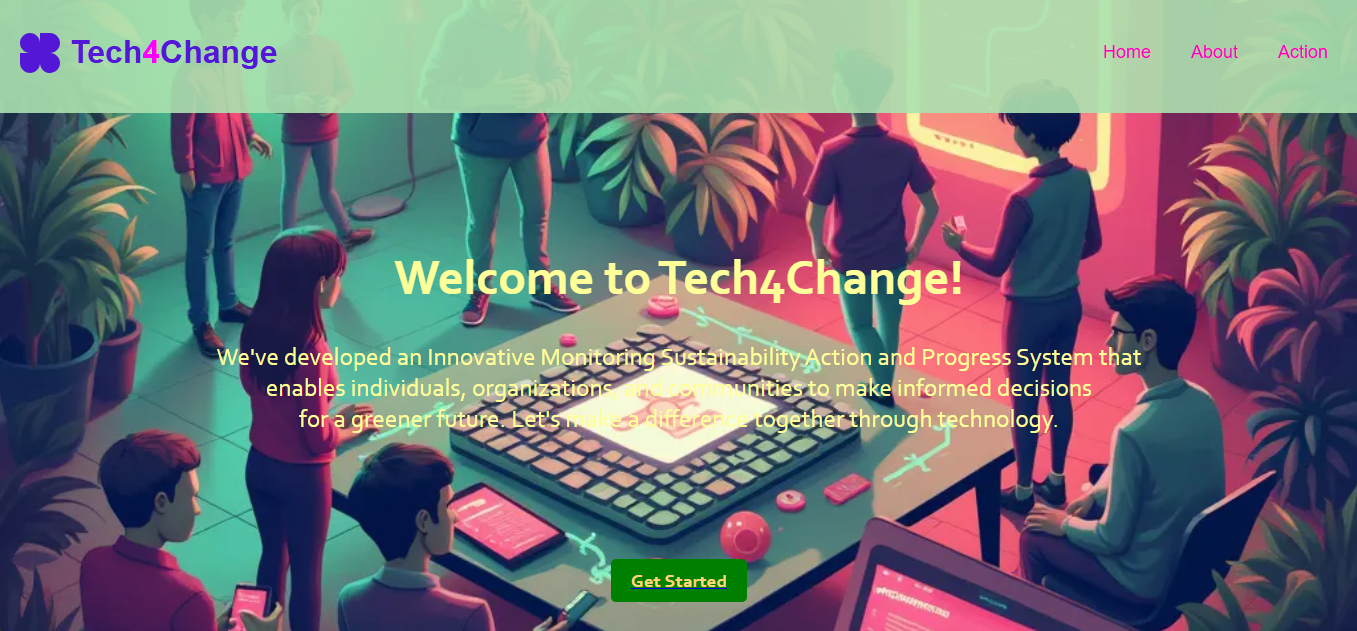 Tech4Change
Home
About
Action
Welcome to Tech4Change!
We've developed an Innovative Monitoring Sustainability Action and Progress System that
enables individuals, organizations, and communities to make informed decisions
for a greener future. Let's make a difference together through technology.
Get Started